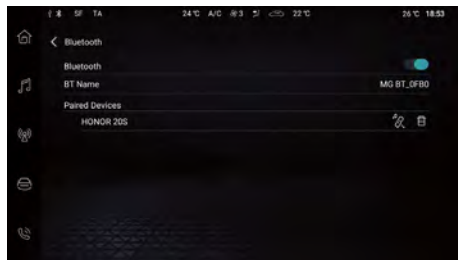 SF TA 24℃ A/C 3 22℃ 26℃ 18:53
Bluetooth
Bluetooth
BT Name MG BT_0FB0
Paired Devices
HONOR 20S